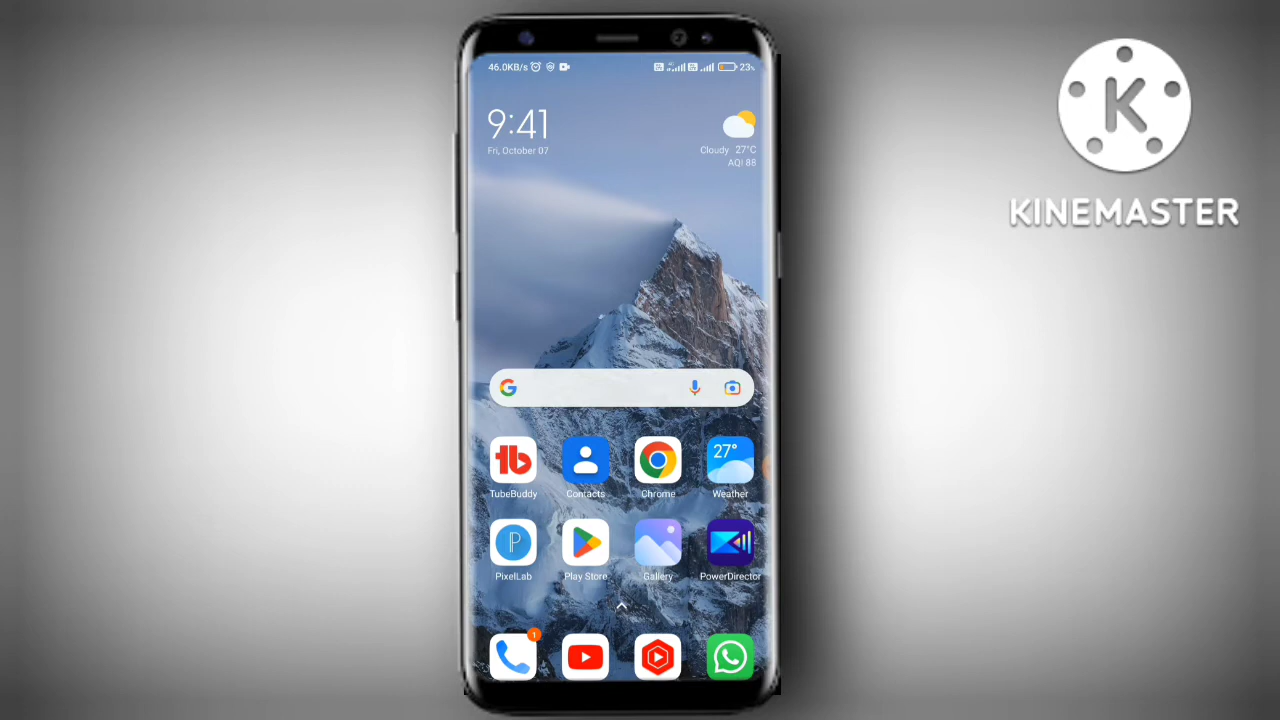 46.0KB/s
23%
9:41
Fri, October 07
Cloudy 27°C
AQI 88
KINEMASTER
27°
TubeBuddy Contacts Chrome Weather
PixelLab Play Store Gallery PowerDirector
1